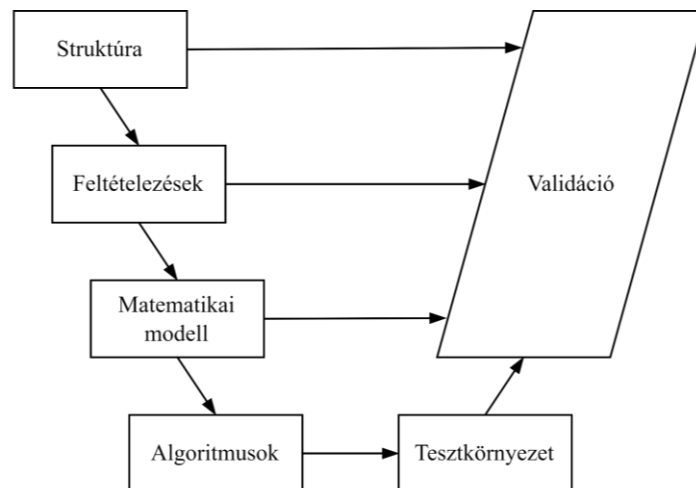 Struktúra
Feltételezések
Validáció
Matematikai
modell
Algoritmusok
Tesztkörnyezet